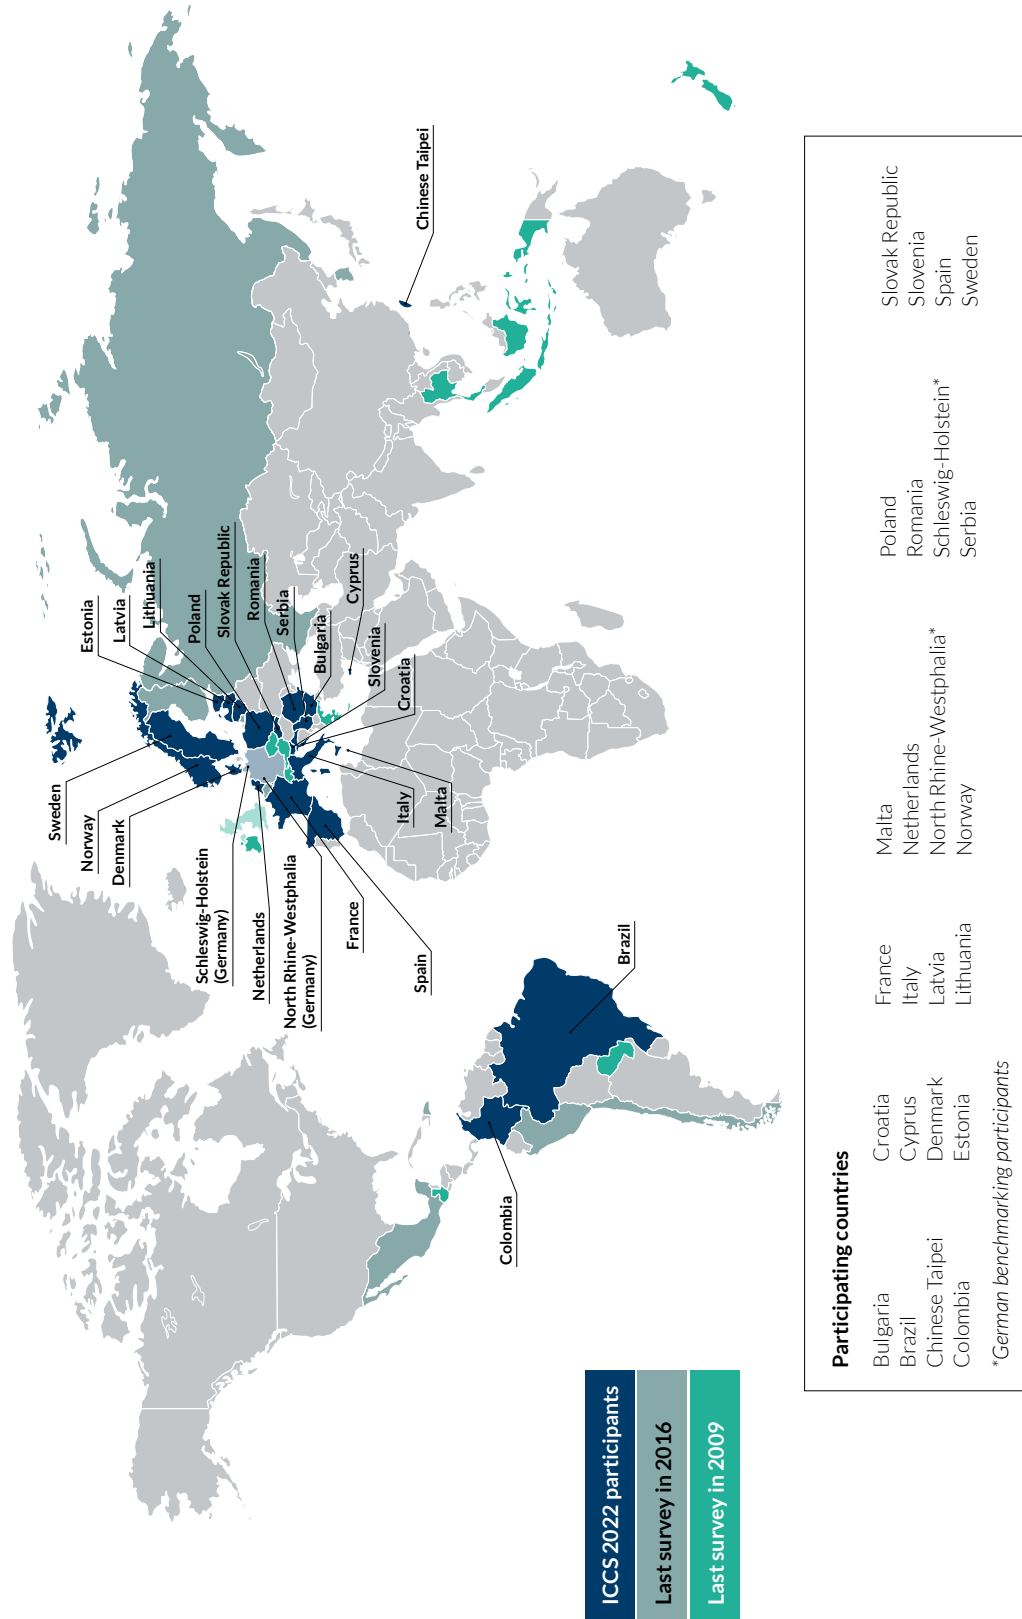 Sweden
Norway
Denmark
Estonia
Latvia
Lithuania
Poland
Slovak Republic
Romania
Serbia
Bulgaria
Cyprus
Slovenia
Croatia
Chinese Taipei
Schleswig-Holstein
(Germany)
Netherlands
North Rhine-Westphalia
(Germany)
France
Spain
Italy
Malta
Brazil
Colombia
ICCS 2022 participants
Last survey in 2016
Last survey in 2009
Participating countries
Bulgaria
Brazil
Chinese Taipei
Colombia
Croatia
Cyprus
Denmark
Estonia
France
Italy
Latvia
Lithuania
Malta
Netherlands
North Rhine-Westphalia*
Norway
Poland
Romania
Schleswig-Holstein*
Serbia
Slovak Republic
Slovenia
Spain
Sweden
*German benchmarking participants